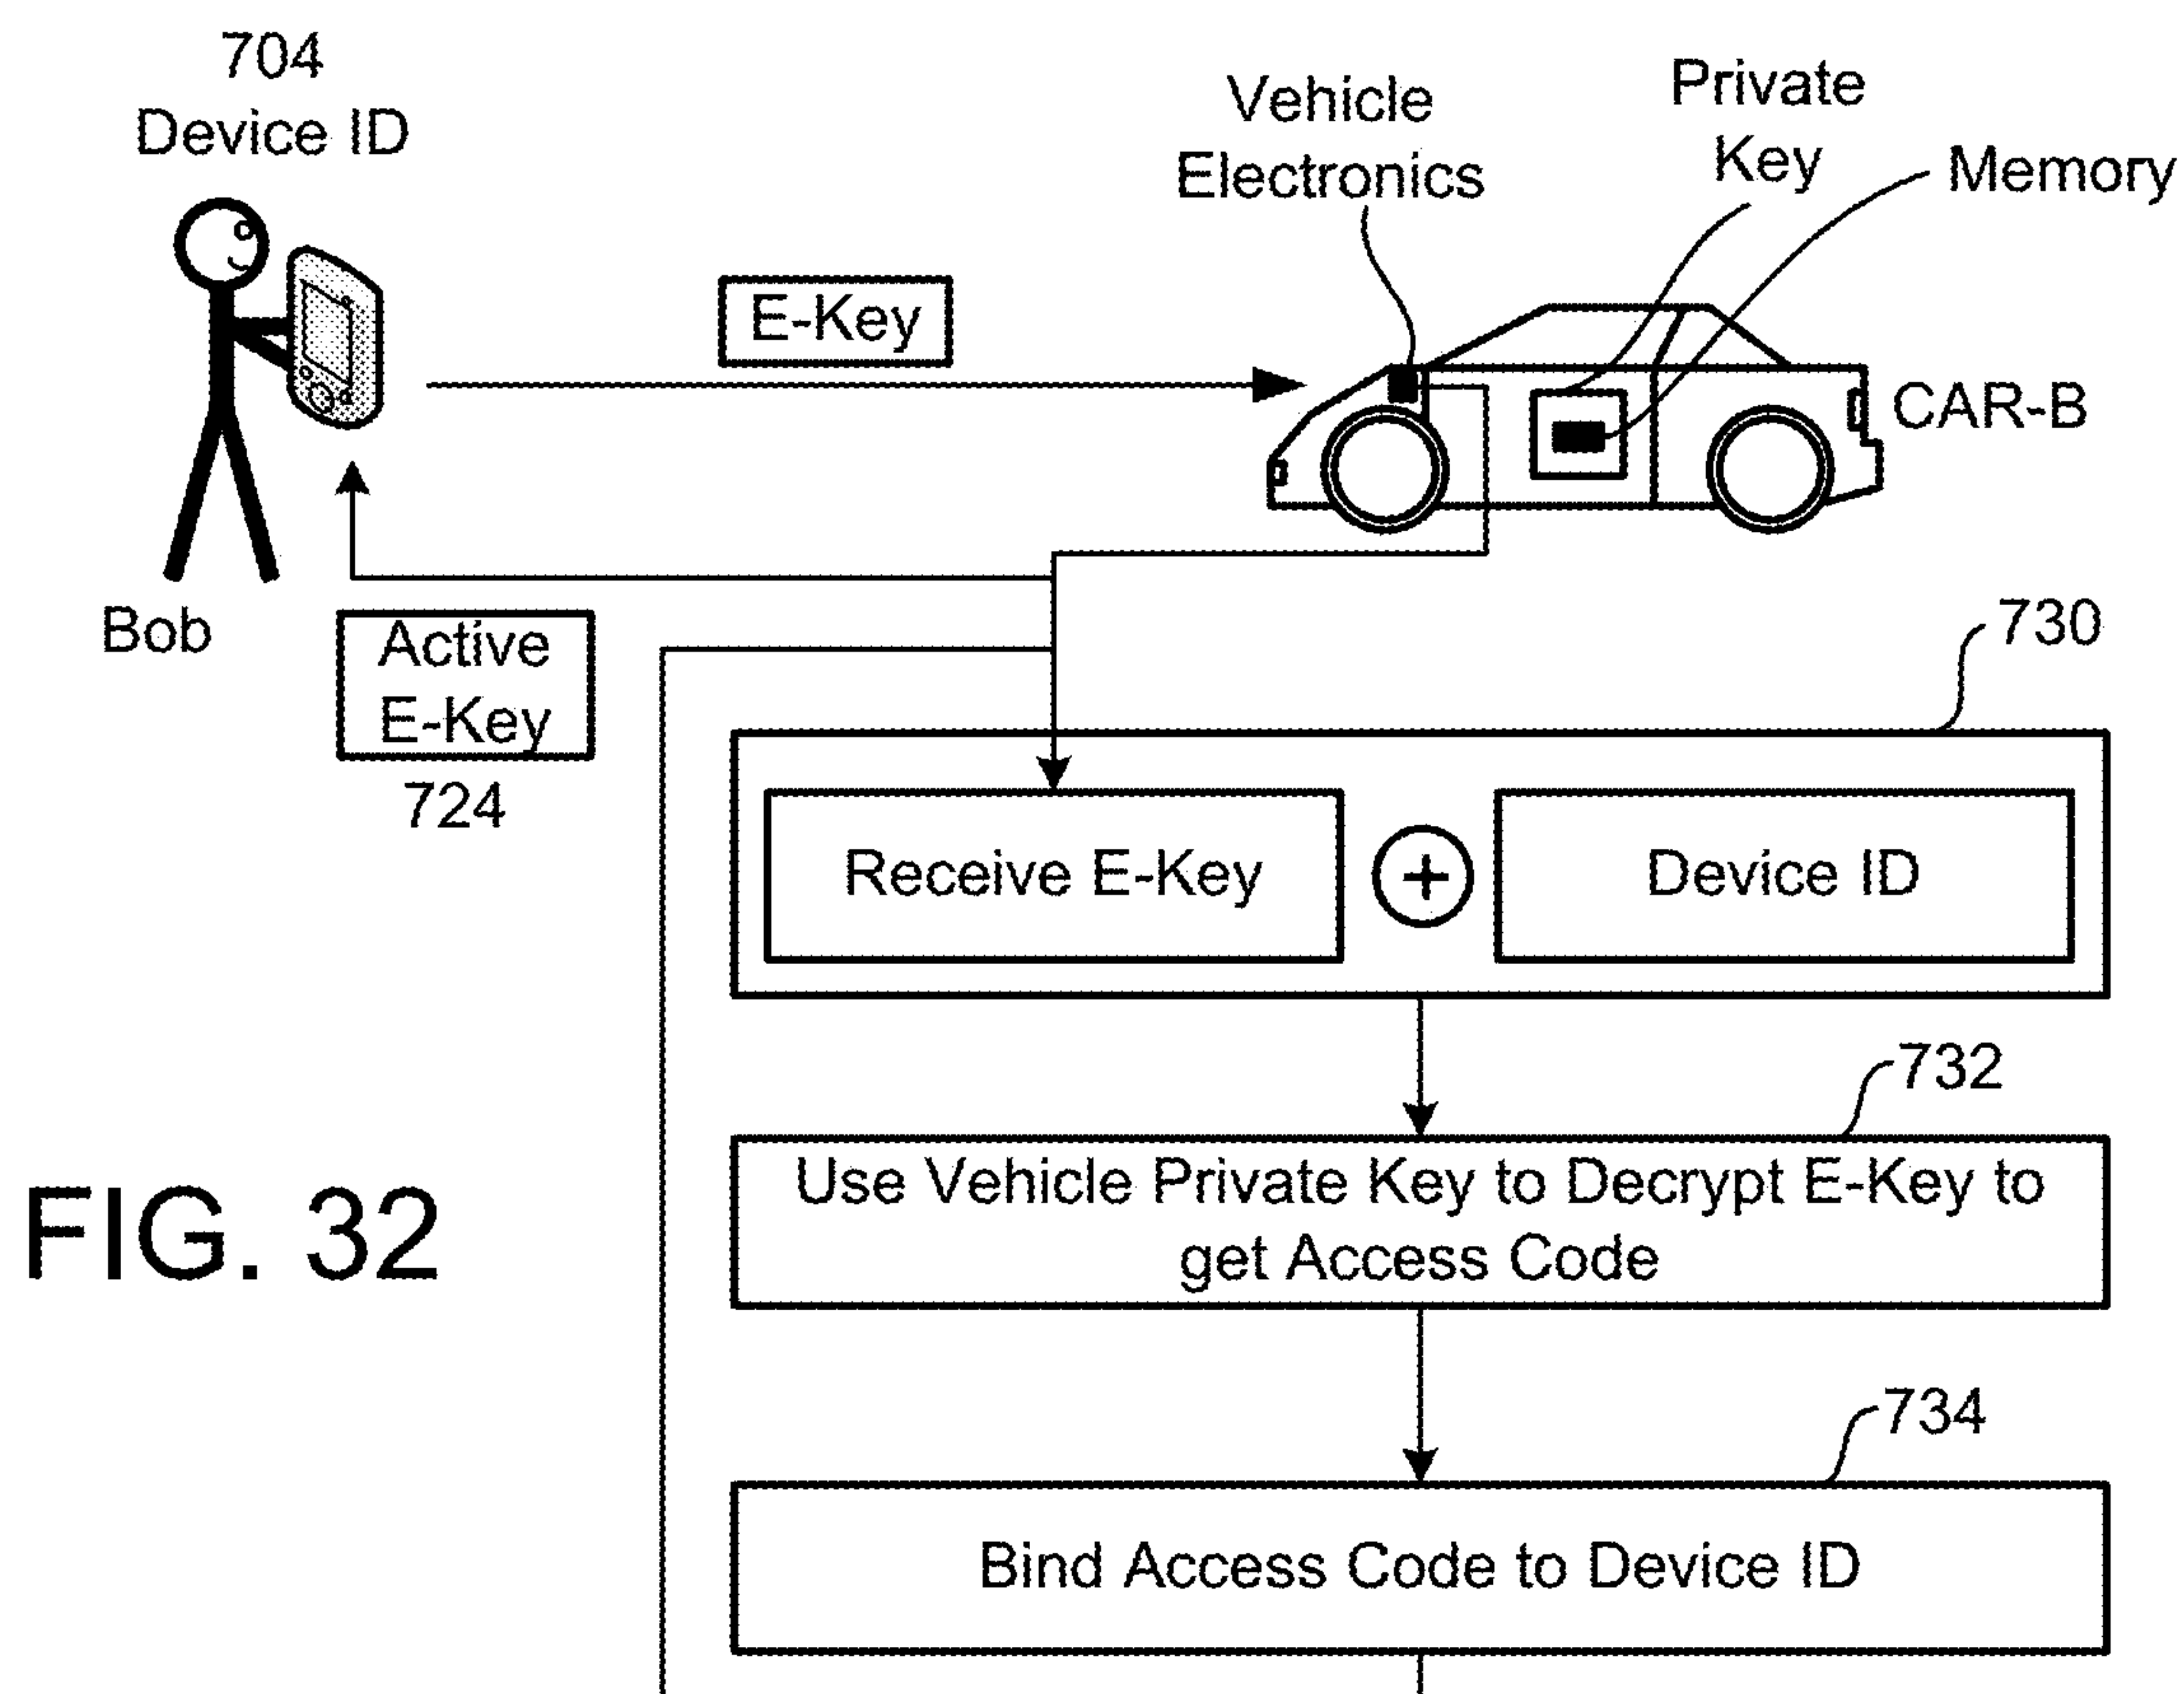 704
Device ID
Vehicle
Electronics
Private
Key
Memory
E-Key
CAR-B
Bob
Active
E-Key
724
730
Receive E-Key
+
Device ID
732
Use Vehicle Private Key to Decrypt E-Key to
get Access Code
FIG. 32
734
Bind Access Code to Device ID